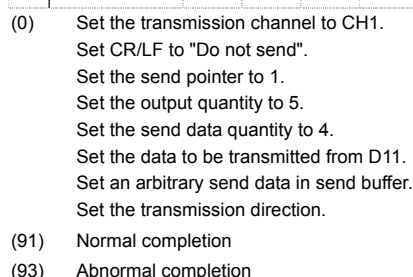 (0) Set the transmission channel to CH1.
Set CR/LF to "Do not send".
Set the send pointer to 1.
Set the output quantity to 5.
Set the send data quantity to 4.
Set the data to be transmitted from D11.
Set an arbitrary send data in send buffer.
Set the transmission direction.
(91) Normal completion
(93) Abnormal completion